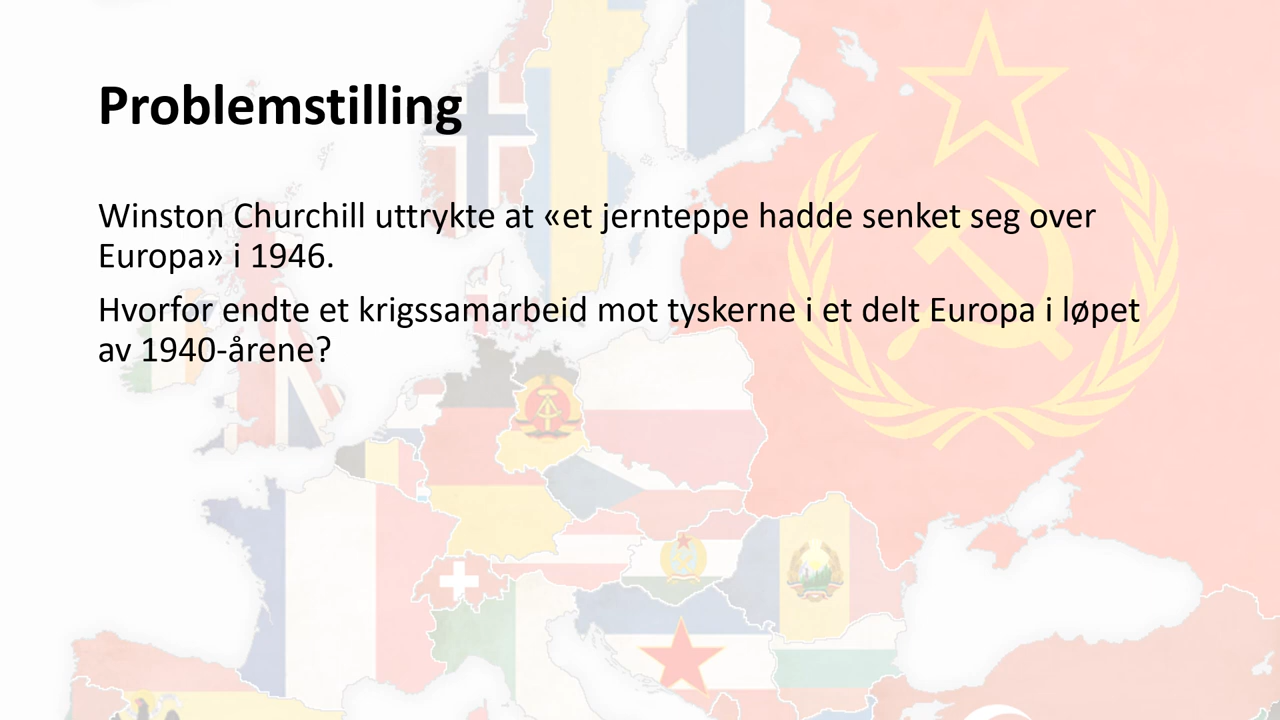 Problemstilling
Winston Churchill uttrykte at «et jernteppe hadde senket seg over
Europa» i 1946.
Hvorfor endte et krigssamarbeid mot tyskerne i et delt Europa i løpet
av 1940-årene?